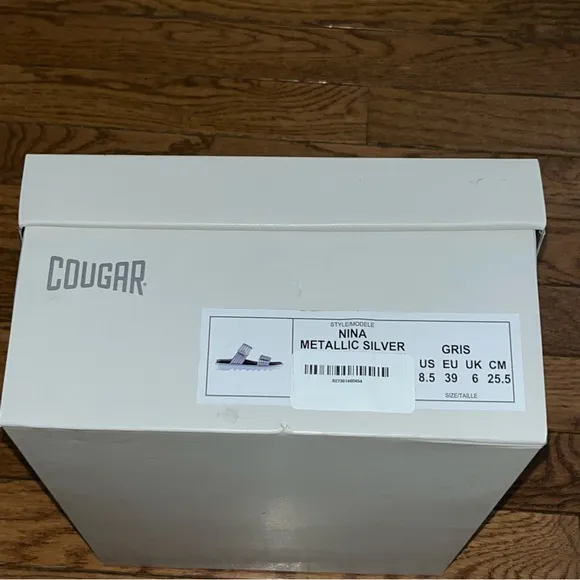 COUGAR
STYLE/MODELE
NINA
METALLIC SILVER
GRIS
US EU UK CM
8.5 39 6 25.5
SIZE/TAILLE